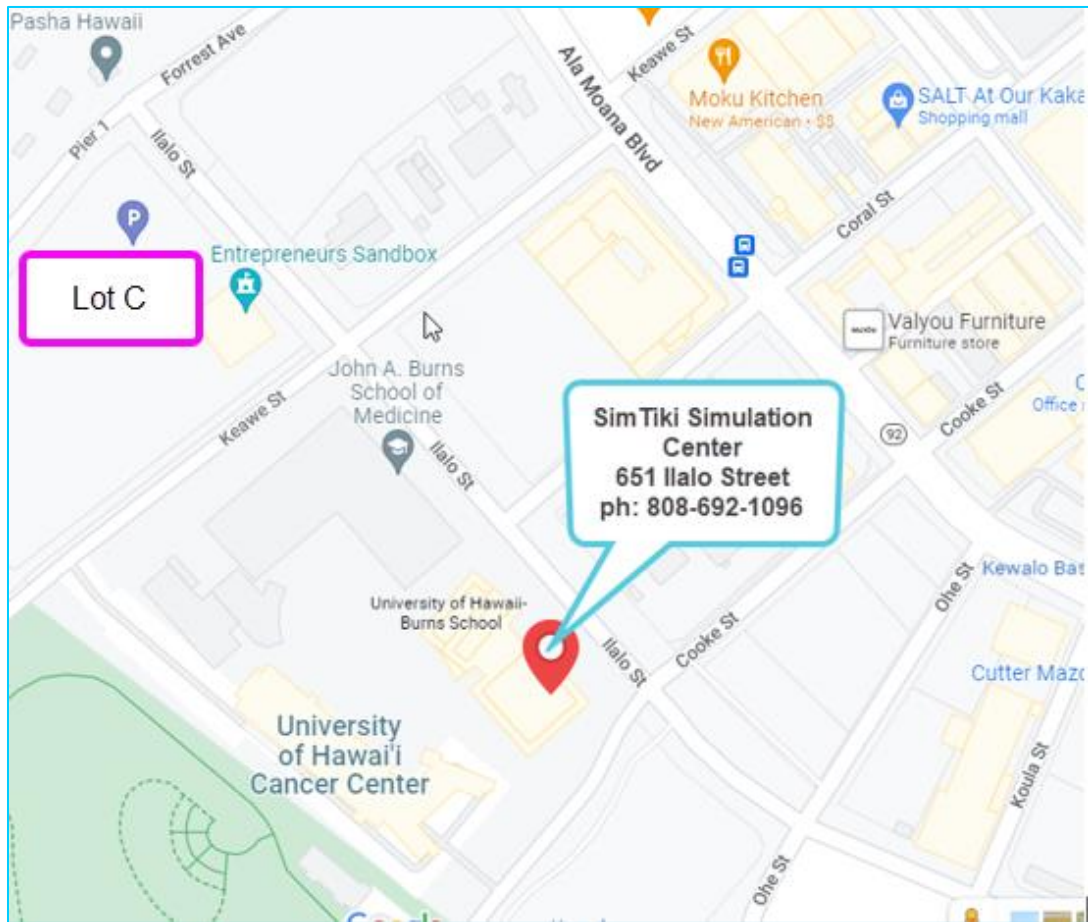 Pasha Hawaii
Forrest Ave
Pier 1
Ilalo St
P
Lot C
Entrepreneurs Sandbox
Ala Moana Blvd
Keawe St
Moku Kitchen
New American · $$
SALT At Our Kaka
Shopping mall
Coral St
Valyou Furniture
Furniture store
Office
Cooke St
92
John A. Burns
School of
Medicine
Keawe St
Ilalo St
SimTiki Simulation
Center
651 Ilalo Street
ph: 808-692-1096
Ohe St
Kewalo Bas
University of Hawaii-
Burns School
Ilalo St
Cooke St
Cutter Mazd
University
of Hawai'i
Cancer Center
Koula St
Ohe St
Google